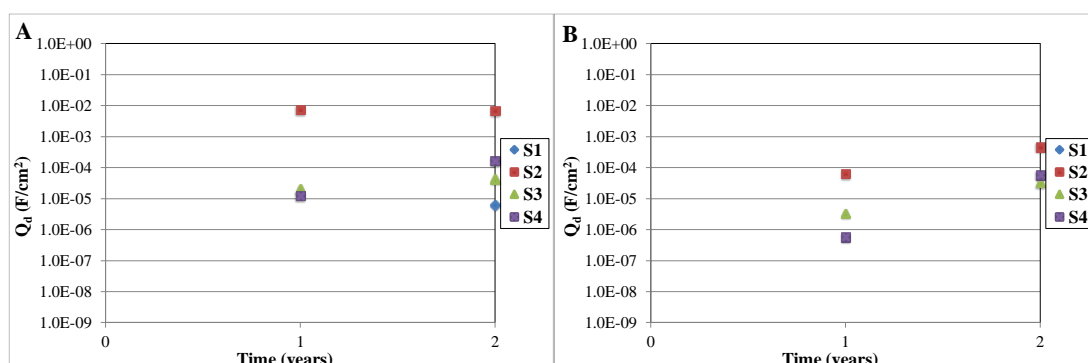 A
1.0E+00
1.0E-01
1.0E-02
1.0E-03
1.0E-04
1.0E-05
1.0E-06
1.0E-07
1.0E-08
1.0E-09
Qd (F/cm²)
0 1 2
Time (years)
S1
S2
S3
S4
B
1.0E+00
1.0E-01
1.0E-02
1.0E-03
1.0E-04
1.0E-05
1.0E-06
1.0E-07
1.0E-08
1.0E-09
Qd (F/cm²)
0 1 2
Time (years)
S1
S2
S3
S4